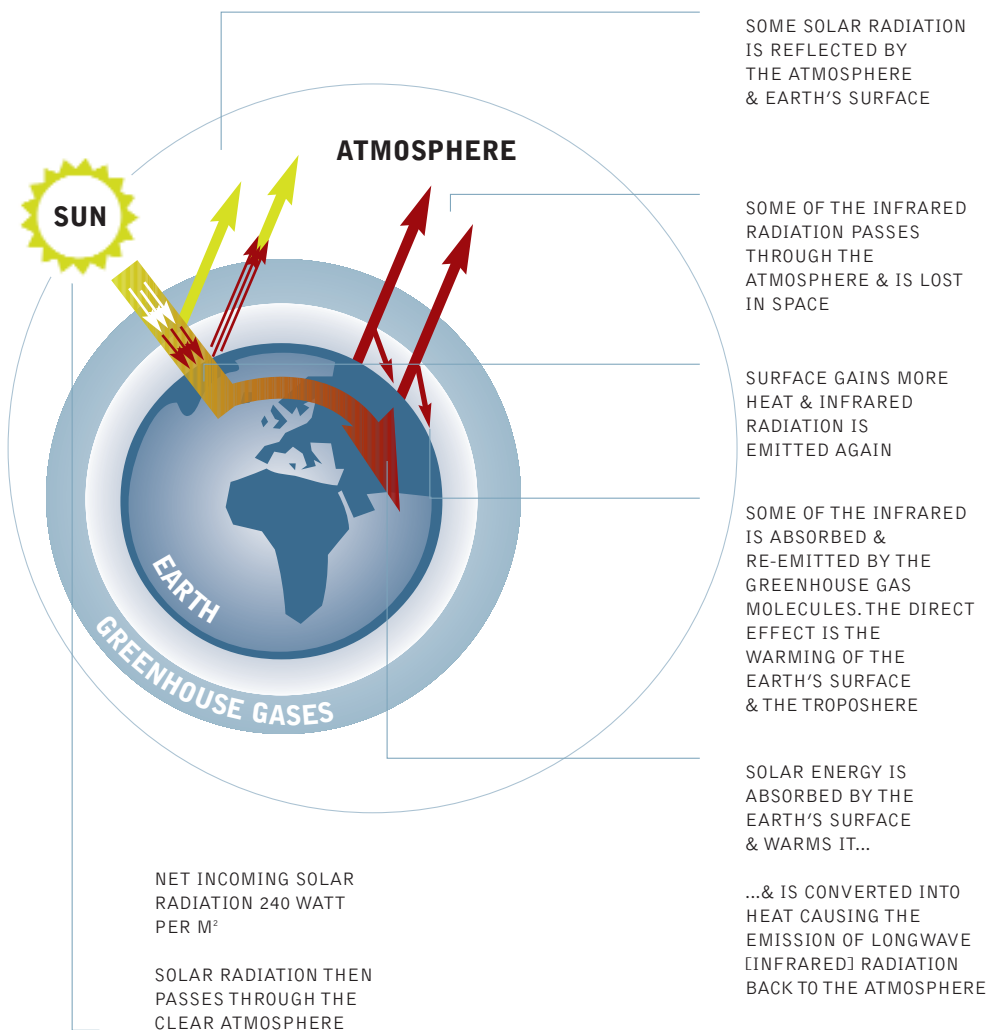 SOME SOLAR RADIATION
IS REFLECTED BY
THE ATMOSPHERE
& EARTH'S SURFACE
ATMOSPHERE
SUN
SOME OF THE INFRARED
RADIATION PASSES
THROUGH THE
ATMOSPHERE & IS LOST
IN SPACE
SURFACE GAINS MORE
HEAT & INFRARED
RADIATION IS
EMITTED AGAIN
SOME OF THE INFRARED
IS ABSORBED &
RE-EMITTED BY THE
GREENHOUSE GAS
MOLECULES. THE DIRECT
EFFECT IS THE
WARMING OF THE
EARTH'S SURFACE
& THE TROPOSHERE
EARTH
GREENHOUSE GASES
SOLAR ENERGY IS
ABSORBED BY THE
EARTH'S SURFACE
& WARMS IT...
...& IS CONVERTED INTO
HEAT CAUSING THE
EMISSION OF LONGWAVE
[INFRARED] RADIATION
BACK TO THE ATMOSPHERE
NET INCOMING SOLAR
RADIATION 240 WATT
PER M²
SOLAR RADIATION THEN
PASSES THROUGH THE
CLEAR ATMOSPHERE